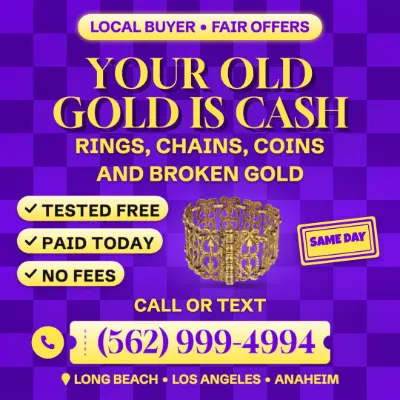 LOCAL BUYER • FAIR OFFERS
YOUR OLD
GOLD IS CASH
RINGS, CHAINS, COINS
AND BROKEN GOLD
✓ TESTED FREE
✓ PAID TODAY
✓ NO FEES
SAME DAY
CALL OR TEXT
(562) 999-4994
LONG BEACH • LOS ANGELES • ANAHEIM